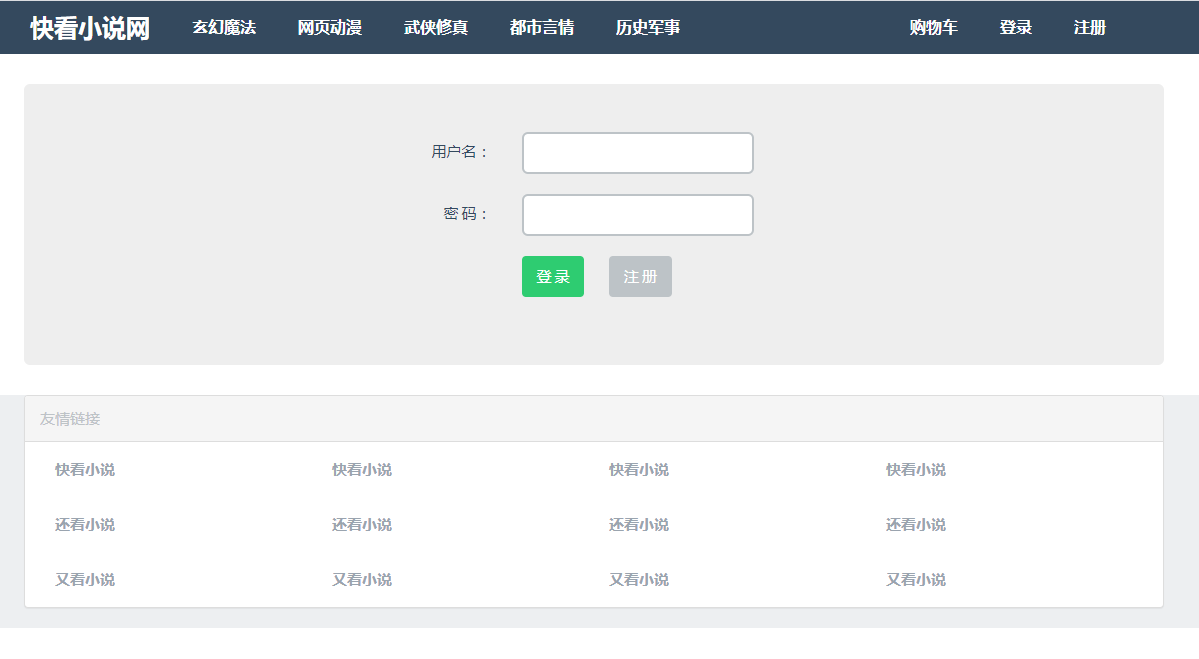 快看小说网 玄幻魔法 网页动漫 武侠修真 都市言情 历史军事 购物车 登录 注册
用户名：
密 码：
登录 注册
友情链接
快看小说 快看小说 快看小说 快看小说
还看小说 还看小说 还看小说 还看小说
又看小说 又看小说 又看小说 又看小说